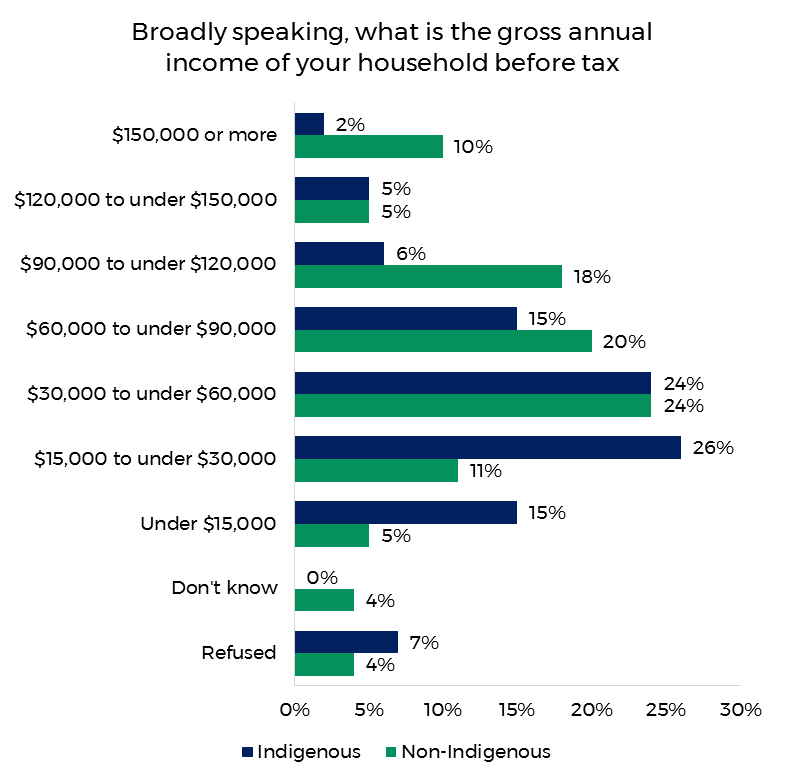 Broadly speaking, what is the gross annual
income of your household before tax
$150,000 or more
2%
10%
$120,000 to under $150,000
5%
5%
$90,000 to under $120,000
6%
18%
$60,000 to under $90,000
15%
20%
$30,000 to under $60,000
24%
24%
$15,000 to under $30,000
26%
11%
Under $15,000
15%
5%
Don't know
0%
4%
Refused
7%
4%
0% 5% 10% 15% 20% 25% 30%
Indigenous Non-Indigenous